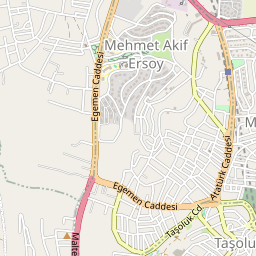 Mehmet Akif
Ersoy
Egemen Caddesi
Atatürk Caddesi
M
Egemen Caddesi
Taşoluk Cd
Malte
Taşolu